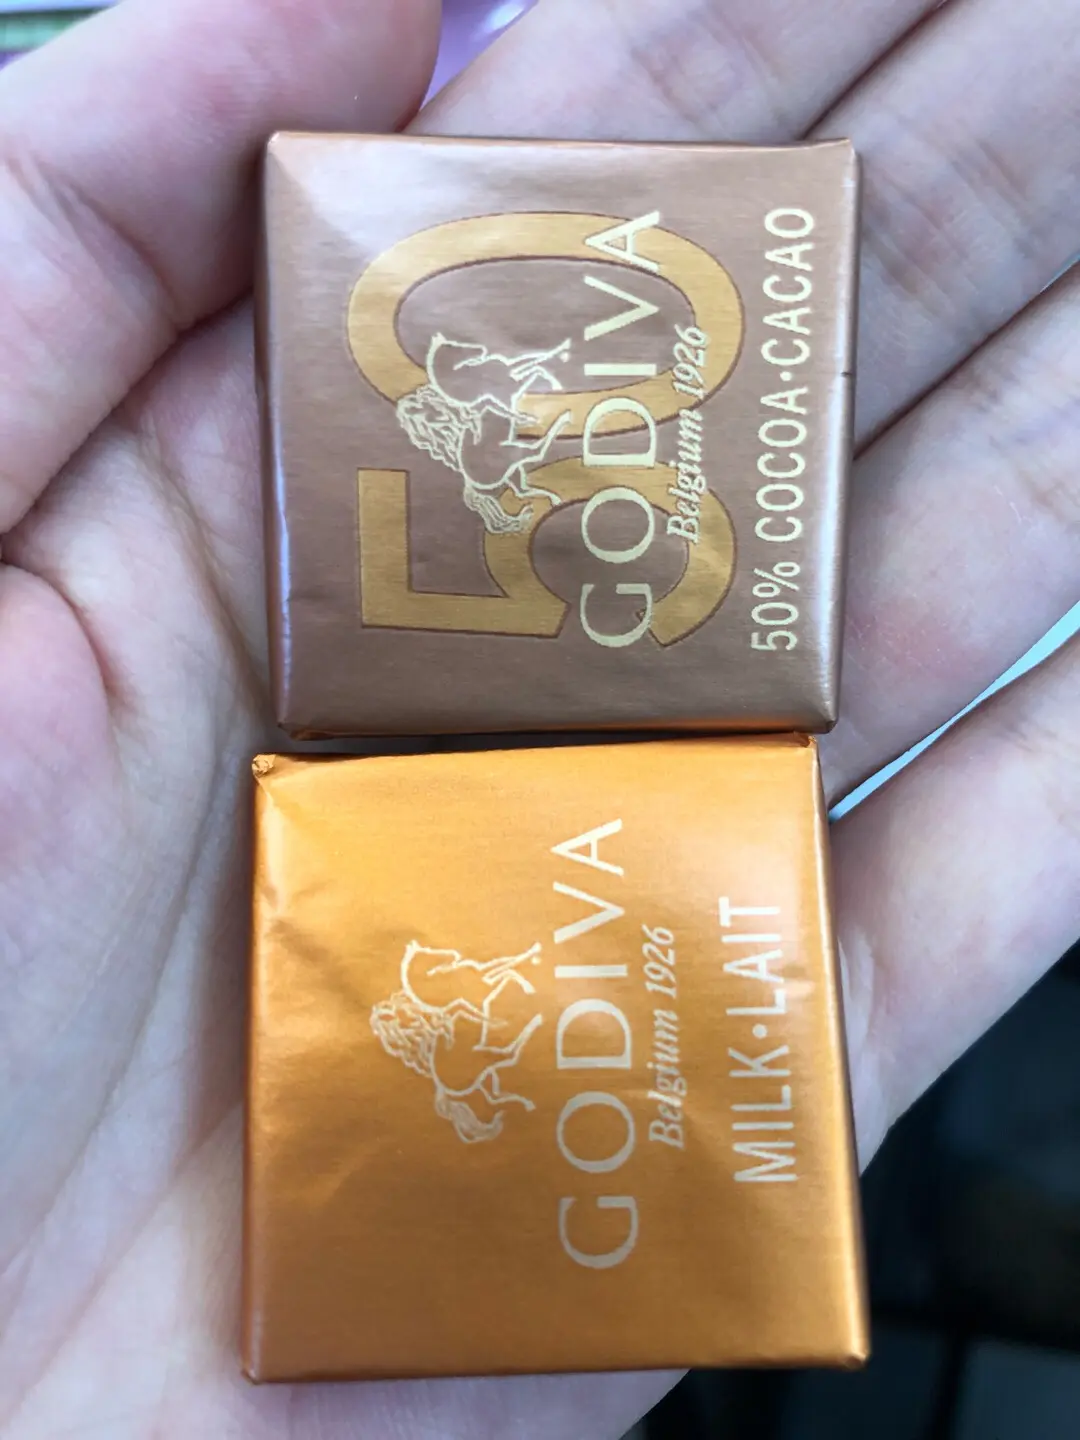 50
GODIVA
Belgium 1926
50% COCOA•CACAO
GODIVA
Belgium 1926
MILK•LAIT